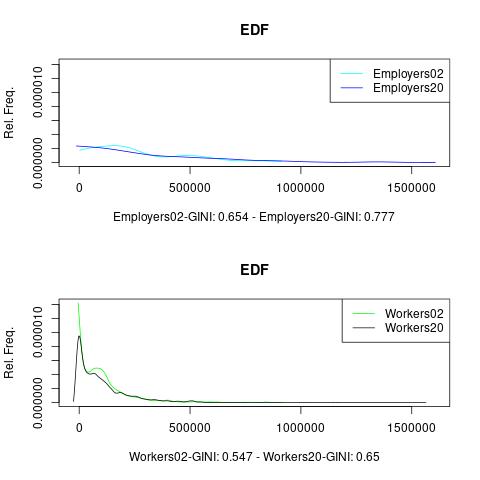 EDF
Rel. Freq.
0.000000
0.000010
Employers02
Employers20
0
500000
1000000
1500000
Employers02-GINI: 0.654 - Employers20-GINI: 0.777
EDF
Rel. Freq.
0.000000
0.000010
Workers02
Workers20
0
500000
1000000
1500000
Workers02-GINI: 0.547 - Workers20-GINI: 0.65